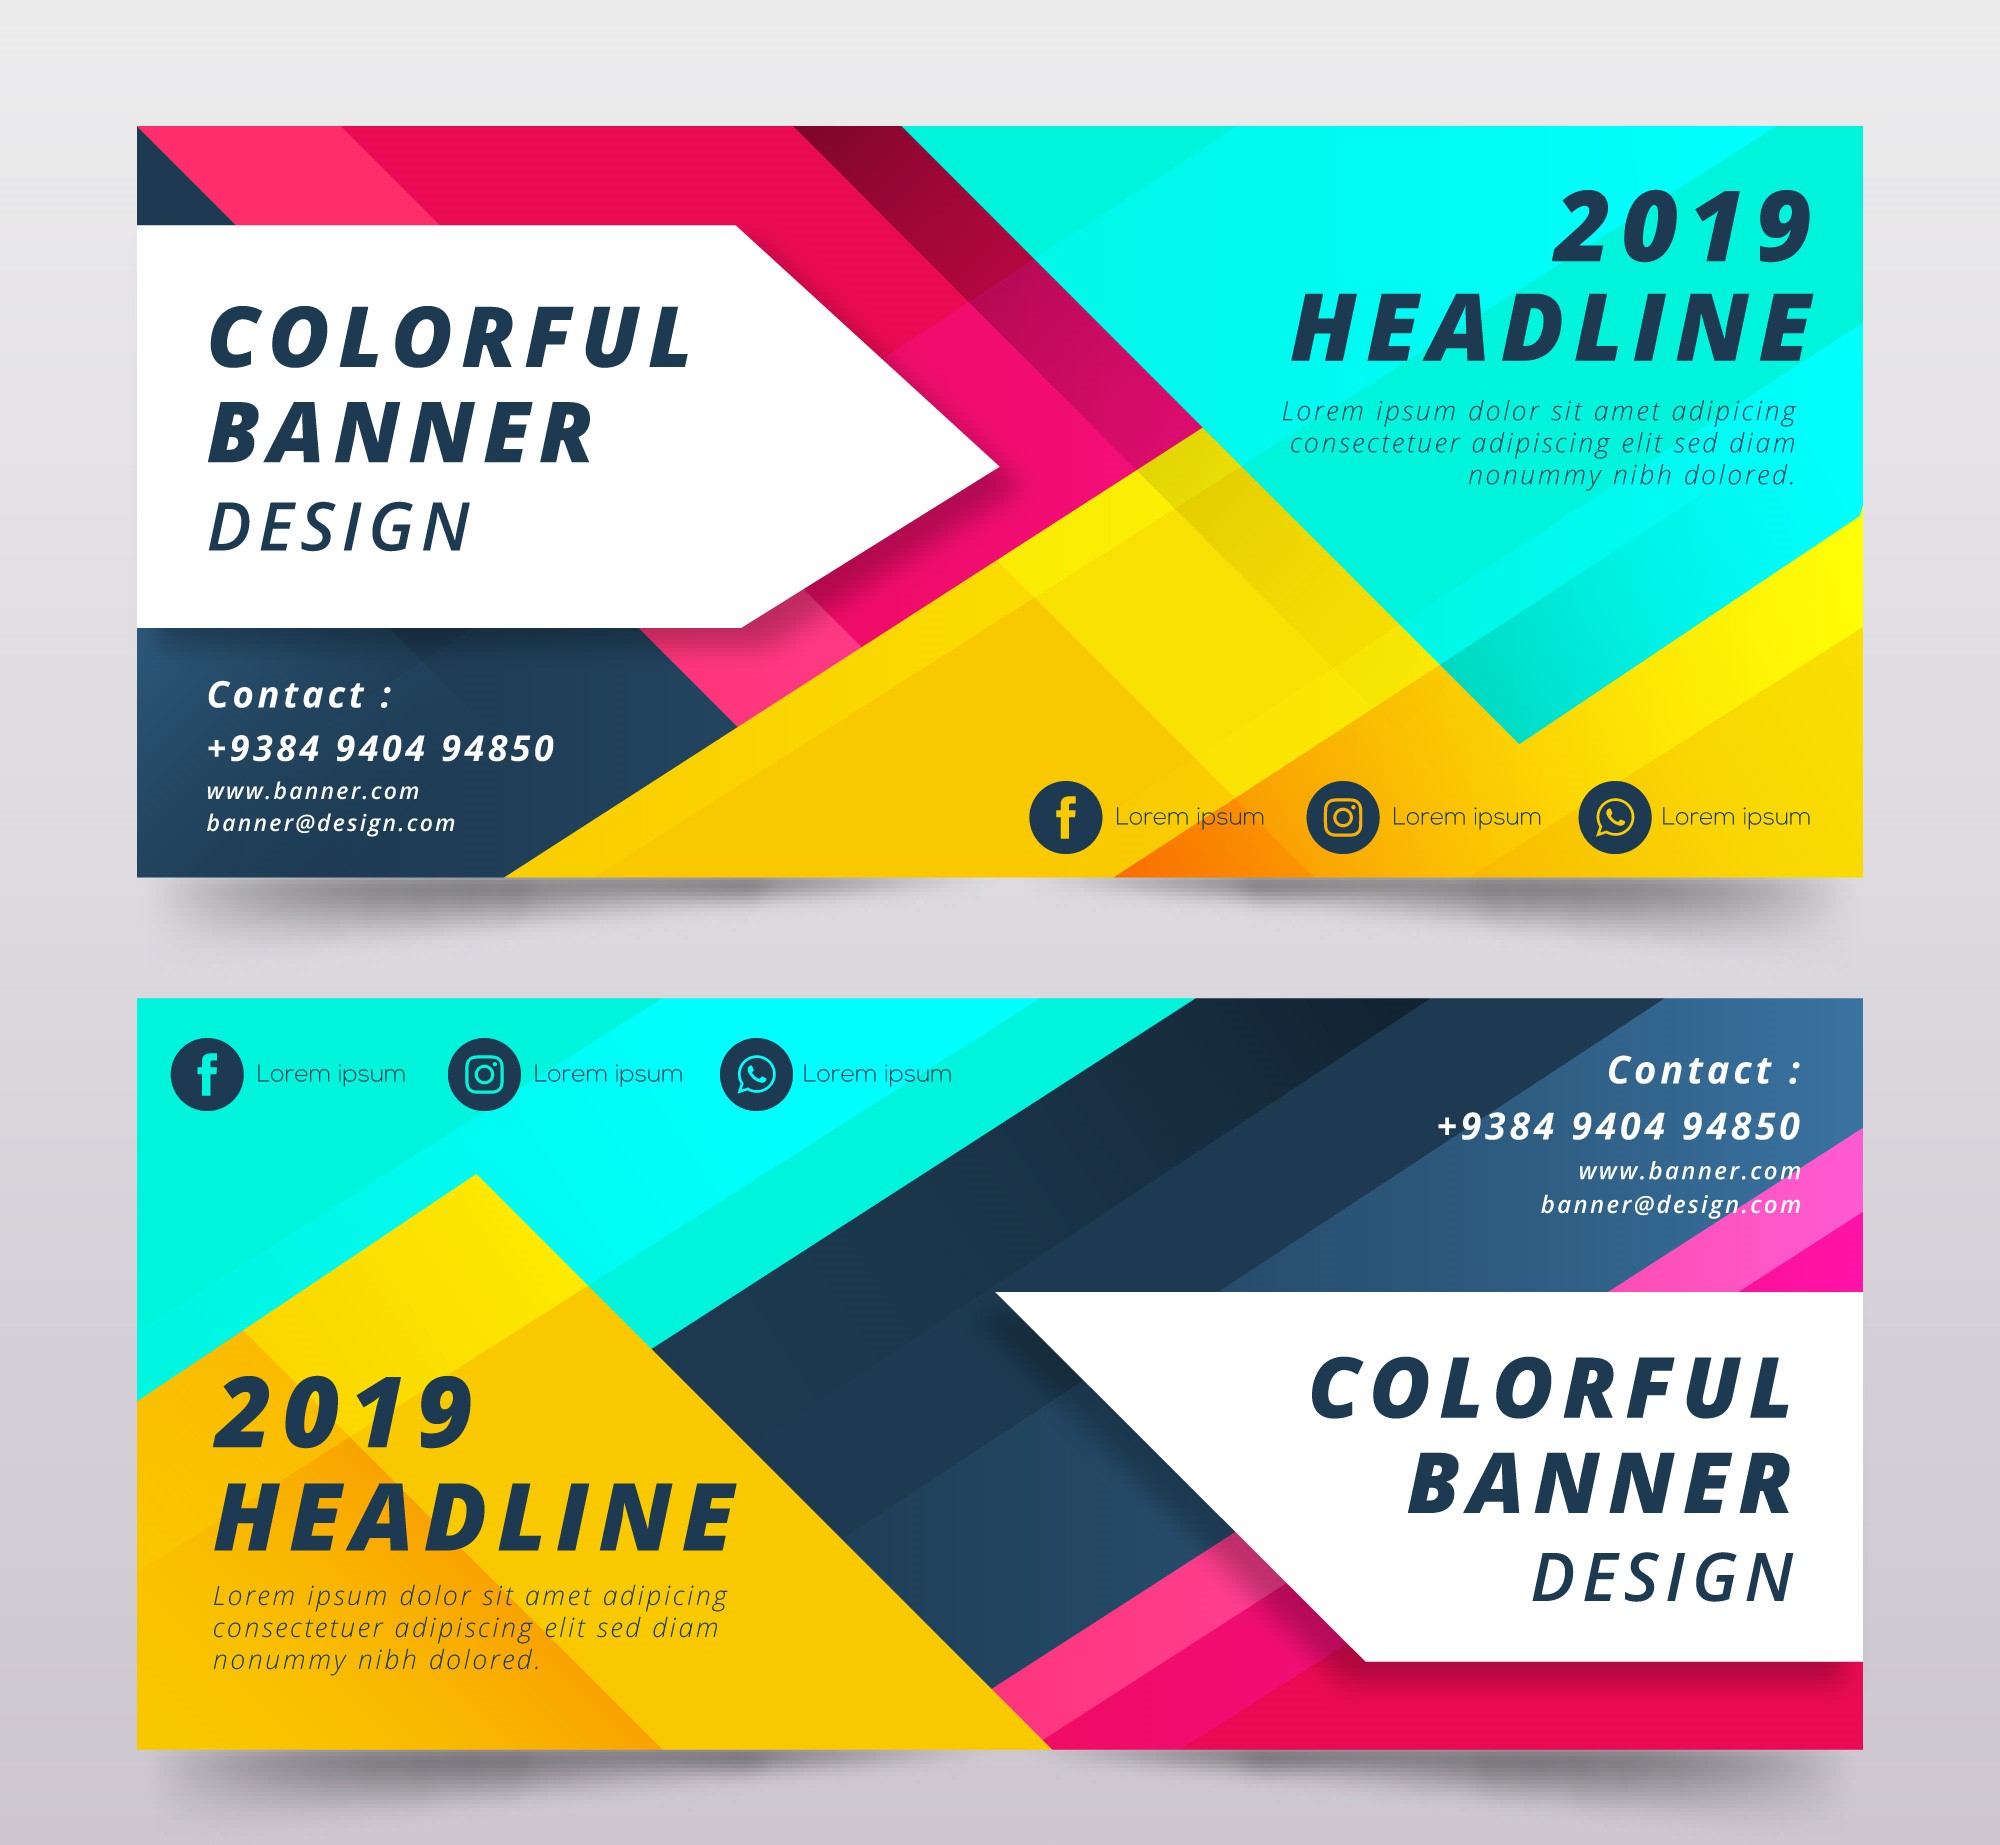 COLORFUL
BANNER
DESIGN
Contact :
+9384 9404 94850
www.banner.com
banner@design.com
2019
HEADLINE
Lorem ipsum dolor sit amet adipicing
consectetuer adipiscing elit sed diam
nonummy nibh dolored.
Lorem ipsum
Lorem ipsum
Lorem ipsum
Lorem ipsum
Lorem ipsum
Lorem ipsum
2019
HEADLINE
Lorem ipsum dolor sit amet adipicing
consectetuer adipiscing elit sed diam
nonummy nibh dolored.
Contact :
+9384 9404 94850
www.banner.com
banner@design.com
COLORFUL
BANNER
DESIGN